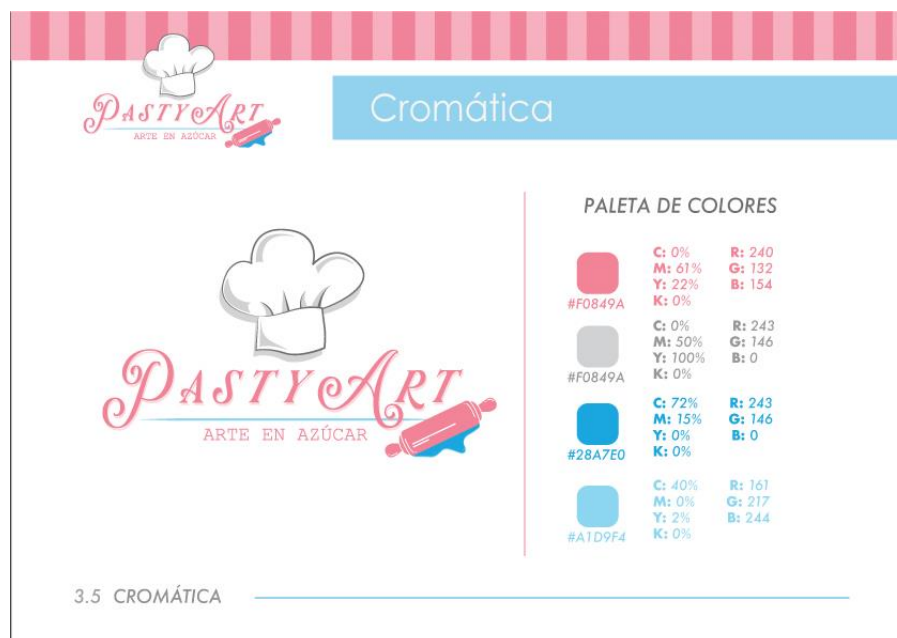 PASTYART
ARTE EN AZÚCAR
Cromática
PASTYART
ARTE EN AZÚCAR
PALETA DE COLORES
C: 0% R: 240
M: 61% G: 132
Y: 22% B: 154
#F0849A K: 0%
C: 0% R: 243
M: 50% G: 146
Y: 100% B: 0
#F0849A K: 0%
C: 72% R: 243
M: 15% G: 146
Y: 0% B: 0
#28A7E0 K: 0%
C: 40% R: 161
M: 0% G: 217
Y: 2% B: 244
#A1D9F4 K: 0%
3.5 CROMÁTICA